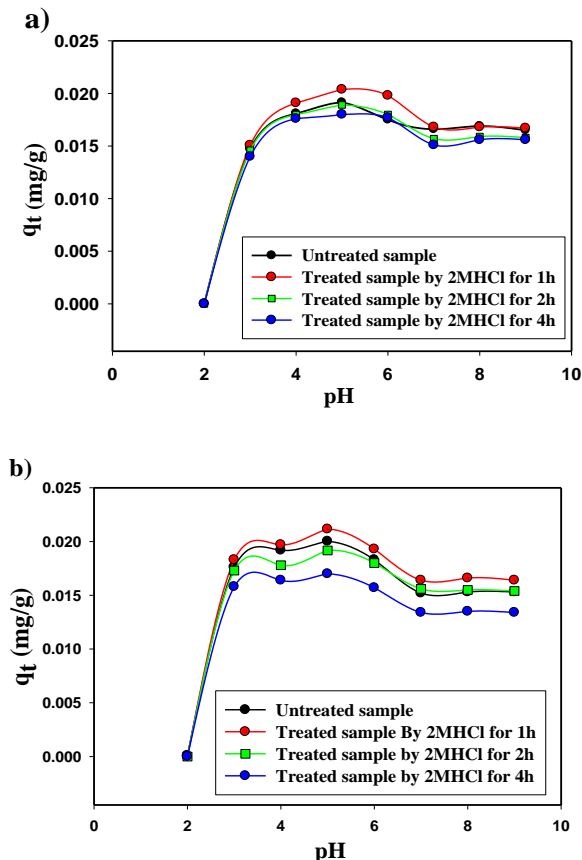 a)
0.025
0.020
0.015
0.010
0.005
0.000
qt (mg/g)
Untreated sample
Treated sample by 2MHCl for 1h
Treated sample by 2MHCl for 2h
Treated sample by 2MHCl for 4h
0 2 4 6 8 10
pH
b)
0.025
0.020
0.015
0.010
0.005
0.000
qt (mg/g)
Untreated sample
Treated sample By 2MHCl for 1h
Treated sample by 2MHCl for 2h
Treated sample by 2MHCl for 4h
0 2 4 6 8 10
pH